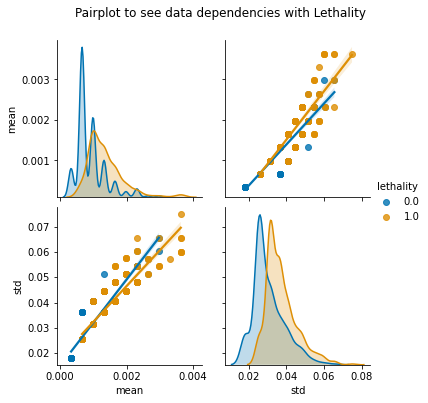 Pairplot to see data dependencies with Lethality
mean
0.003
0.002
0.001
lethality
0.0
1.0
std
0.07
0.06
0.05
0.04
0.03
0.02
0.000 0.002 0.004
mean
0.02 0.04 0.06 0.08
std